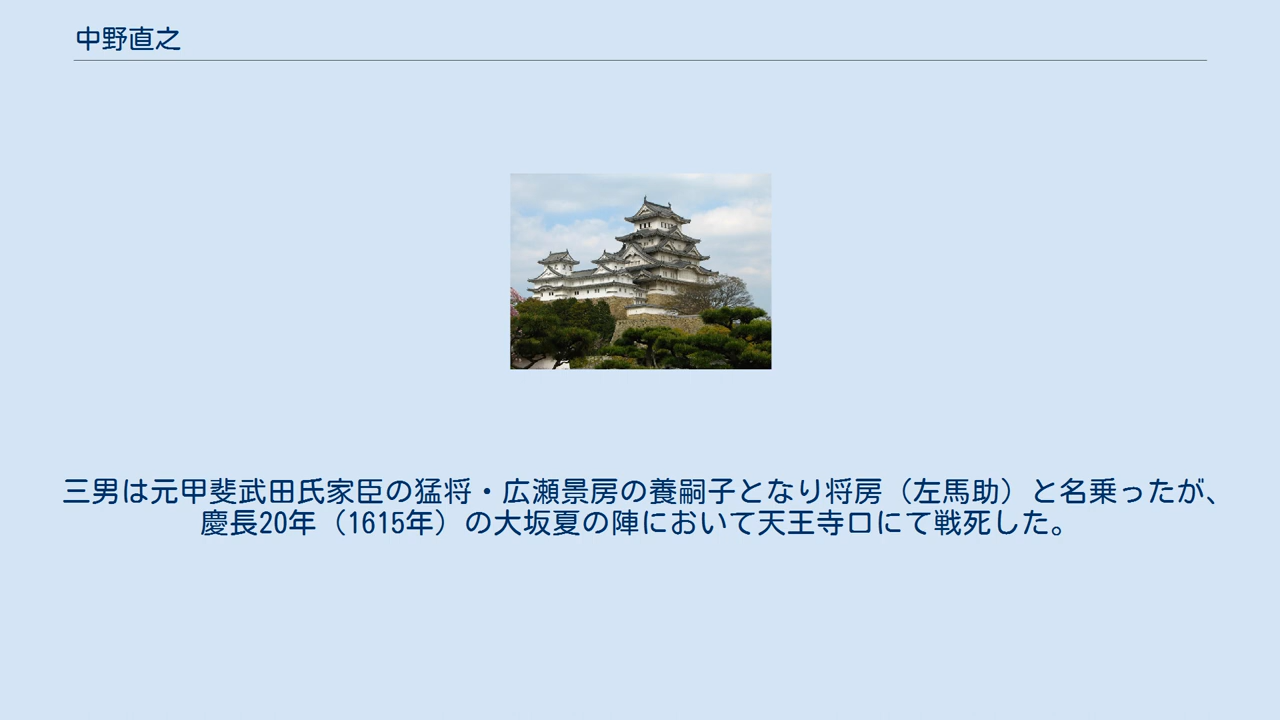 中野直之
三男は元甲斐武田氏家臣の猛将・広瀬景房の養嗣子となり将房（左馬助）と名乗ったが、
慶長20年（1615年）の大坂夏の陣において天王寺口にて戦死した。